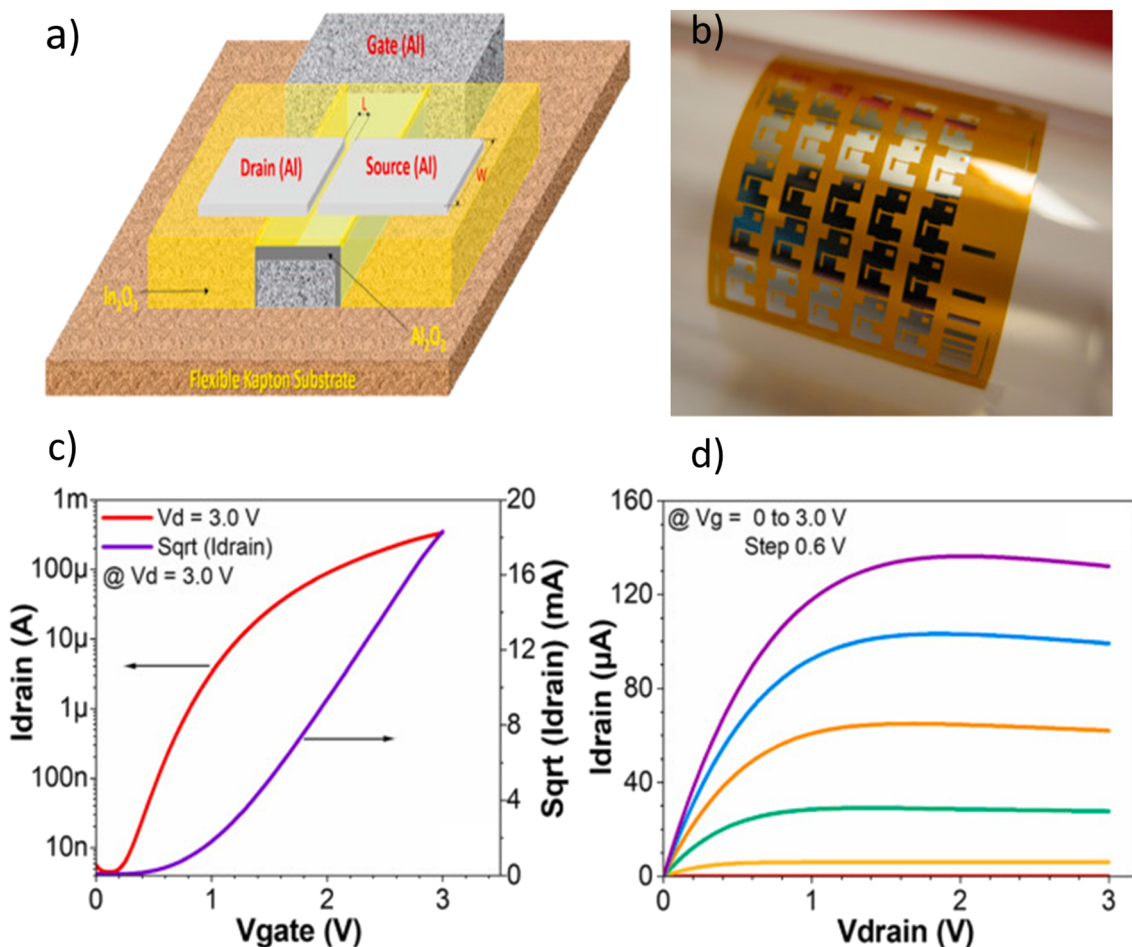 a)
Gate (Al)
L
Drain (Al)
Source (Al)
W
In₂O₃
Al₂O₃
Flexible Kapton Substrate
b)
c)
1m
100µ
10µ
1µ
100n
10n
Idrain (A)
Vd = 3.0 V
Sqrt (Idrain)
@ Vd = 3.0 V
20
16
12
8
4
0
Sqrt (Idrain) (mA)
0
1
2
3
Vgate (V)
d)
160
120
80
40
0
Idrain (µA)
@ Vg = 0 to 3.0 V
Step 0.6 V
0
1
2
3
Vdrain (V)